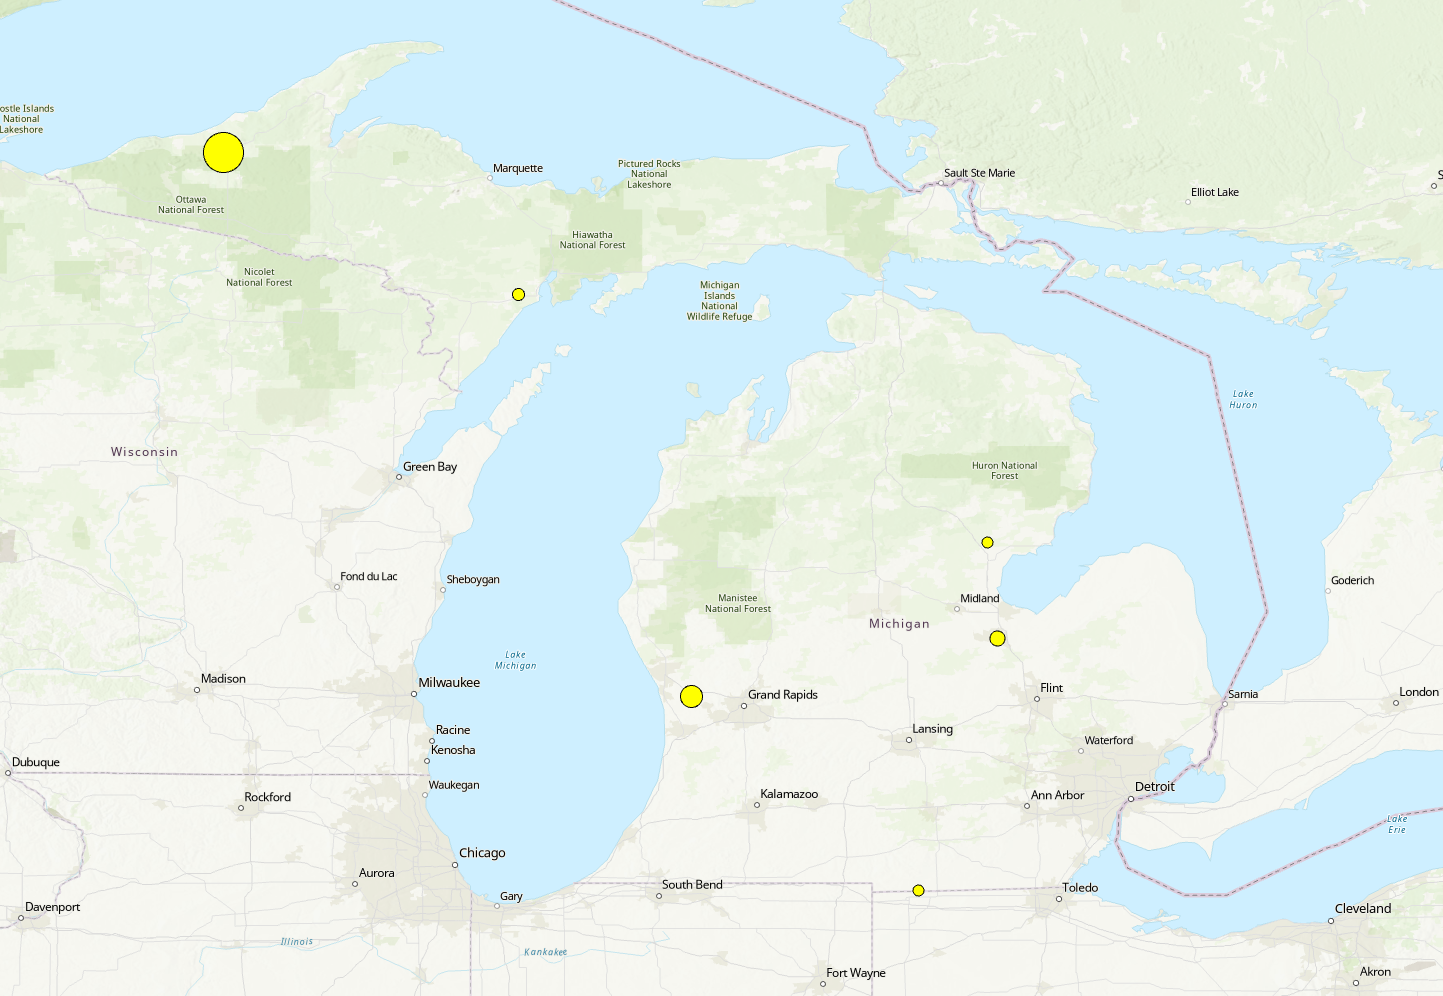 ostle Islands
National
Lakeshore
Marquette
Pictured Rocks
National
Lakeshore
Sault Ste Marie
S
Elliot Lake
Ottawa
National Forest
Hiawatha
National Forest
Nicolet
National Forest
Michigan
Islands
National
Wildlife Refuge
Lake
Huron
Wisconsin
Green Bay
Huron National
Forest
Fond du Lac
Sheboygan
Goderich
Manistee
National Forest
Midland
Michigan
Lake
Michigan
Madison
Milwaukee
Grand Rapids
Flint
Sarnia
London
Racine
Kenosha
Lansing
Waterford
Dubuque
Waukegan
Rockford
Kalamazoo
Ann Arbor
Detroit
Lake
Erie
Chicago
Aurora
South Bend
Toledo
Gary
Davenport
Cleveland
Illinois
Kankakee
Fort Wayne
Akron